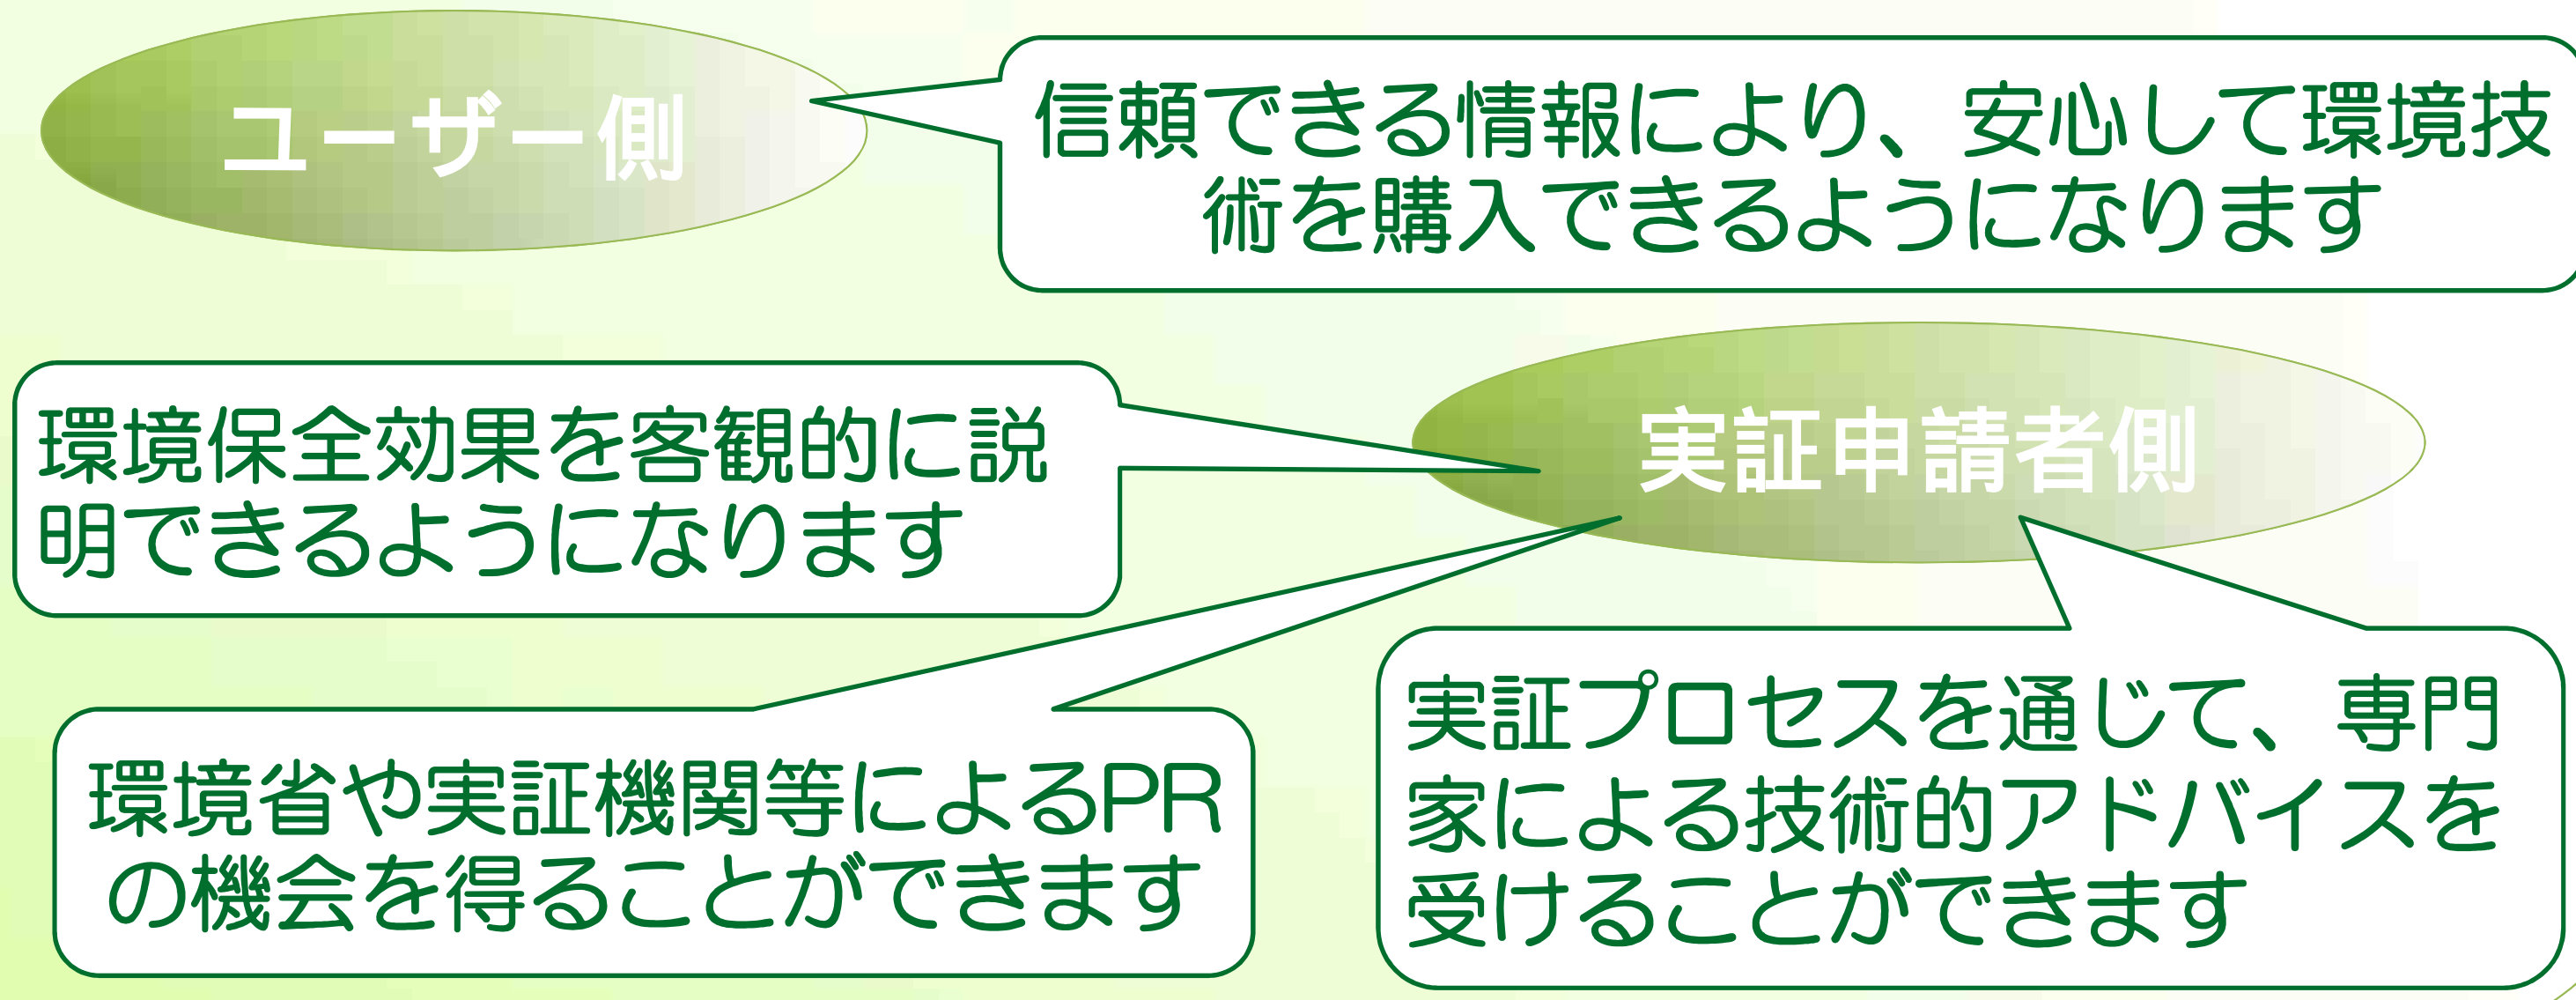 ユーザー側
信頼できる情報により、安心して環境技
術を購入できるようになります
実証申請者側
環境保全効果を客観的に説
明できるようになります
環境省や実証機関等によるPR
の機会を得ることができます
実証プロセスを通じて、専門
家による技術的アドバイスを
受けることができます